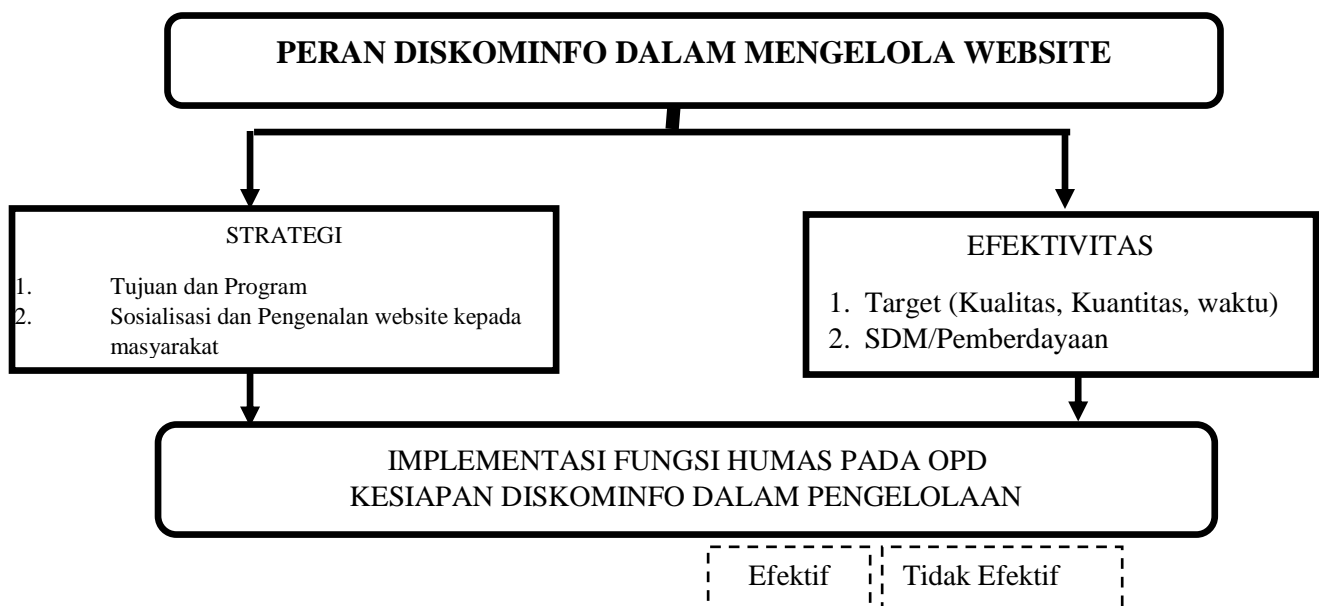 PERAN DISKOMINFO DALAM MENGELOLA WEBSITE
STRATEGI
1. Tujuan dan Program
2. Sosialisasi dan Pengenalan website kepada
masyarakat
EFEKTIVITAS
1. Target (Kualitas, Kuantitas, waktu)
2. SDM/Pemberdayaan
IMPLEMENTASI FUNGSI HUMAS PADA OPD
KESIAPAN DISKOMINFO DALAM PENGELOLAAN
Efektif
Tidak Efektif